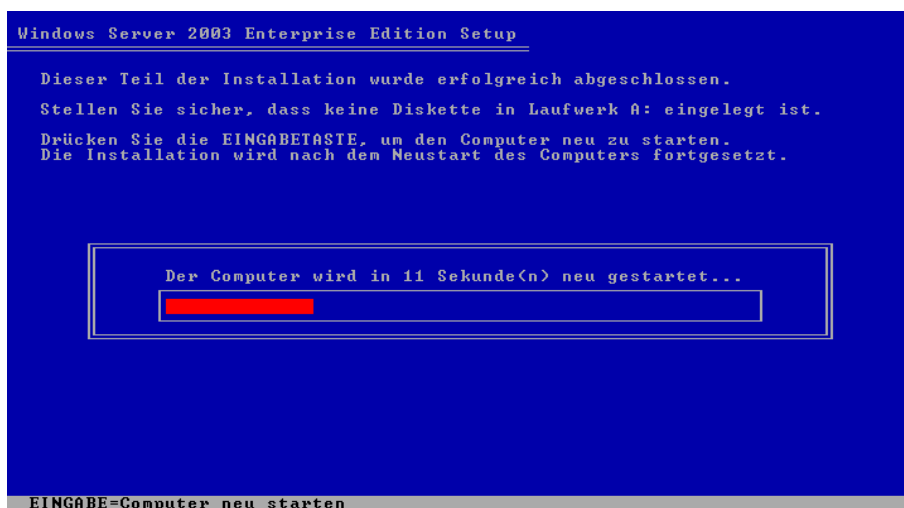 Windows Server 2003 Enterprise Edition Setup
Dieser Teil der Installation wurde erfolgreich abgeschlossen.
Stellen Sie sicher, dass keine Diskette in Laufwerk A: eingelegt ist.
Drücken Sie die EINGABETASTE, um den Computer neu zu starten.
Die Installation wird nach dem Neustart des Computers fortgesetzt.
Der Computer wird in 11 Sekunde(n) neu gestartet...
EINGABE=Computer neu starten